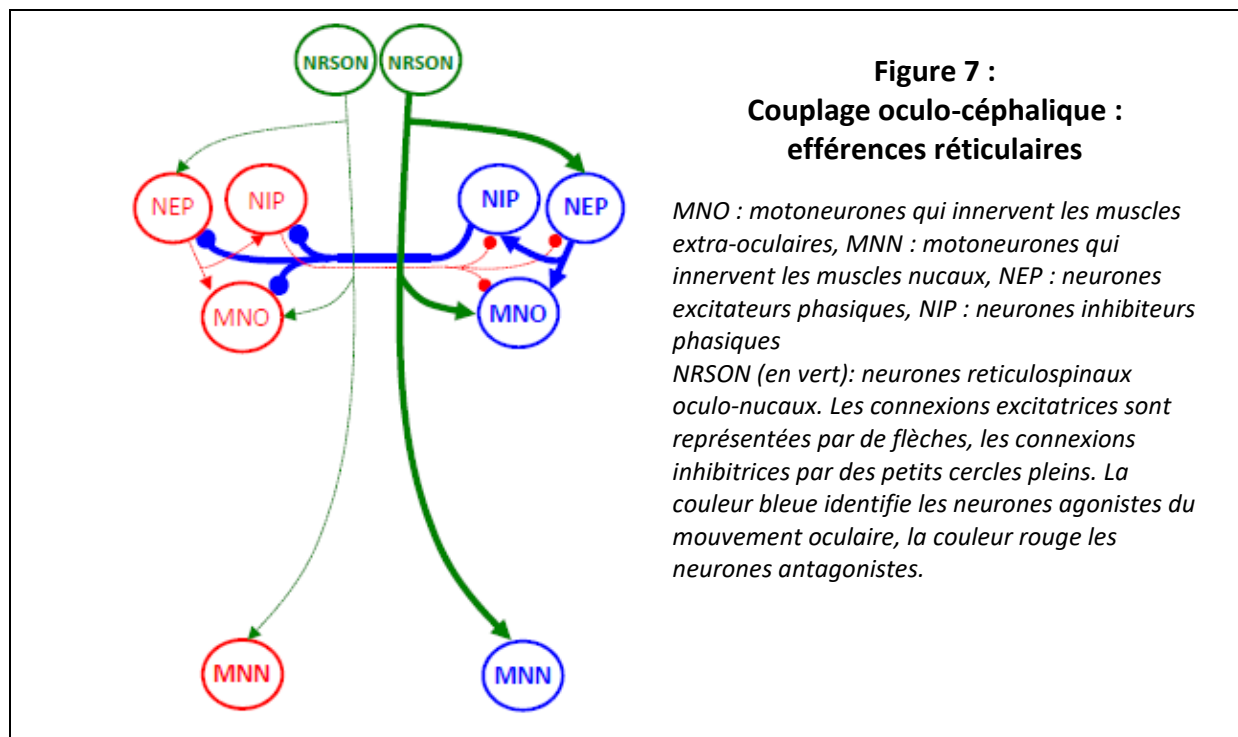 NRSON NRSON
NEP NIP NIP NEP
MNO MNO
MNN MNN
Figure 7 :
Couplage oculo-céphalique :
efférences réticulaires
MNO : motoneurones qui innervent les muscles
extra-oculaires, MNN : motoneurones qui
innervent les muscles nucaux, NEP : neurones
excitateurs phasiques, NIP : neurones inhibiteurs
phasiques
NRSON (en vert): neurones reticulospinaux
oculo-nucaux. Les connexions excitatrices sont
représentées par de flèches, les connexions
inhibitrices par des petits cercles pleins. La
couleur bleue identifie les neurones agonistes du
mouvement oculaire, la couleur rouge les
neurones antagonistes.